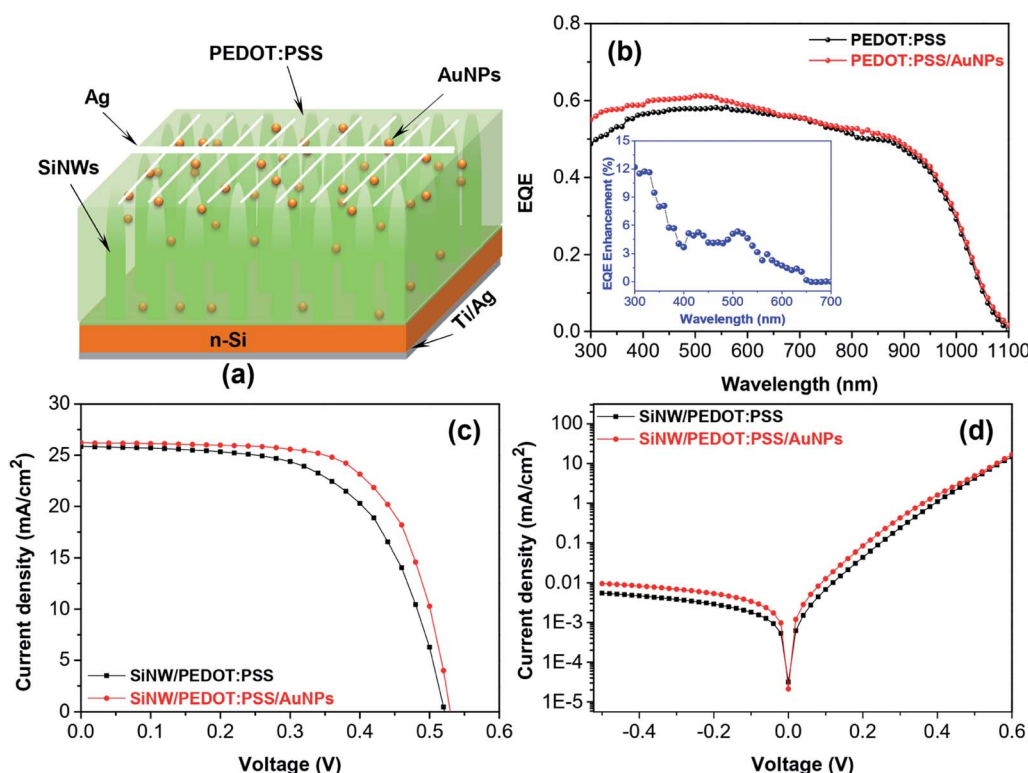 PEDOT:PSS
AuNPs
Ag
SiNWs
n-Si
Ti/Ag
(a)
(b)
PEDOT:PSS
PEDOT:PSS/AuNPs
EQE
0.8
0.6
0.4
0.2
0.0
300 400 500 600 700 800 900 1000 1100
Wavelength (nm)
EQE Enhancement (%)
15
12
9
6
3
0
300 400 500 600 700
Wavelength (nm)
(c)
SiNW/PEDOT:PSS
SiNW/PEDOT:PSS/AuNPs
Current density (mA/cm²)
30
25
20
15
10
5
0
0.0 0.1 0.2 0.3 0.4 0.5 0.6
Voltage (V)
SiNW/PEDOT:PSS
SiNW/PEDOT:PSS/AuNPs
(d)
Current density (mA/cm²)
100
10
1
0.1
0.01
1E-3
1E-4
1E-5
-0.4 -0.2 0.0 0.2 0.4 0.6
Voltage (V)